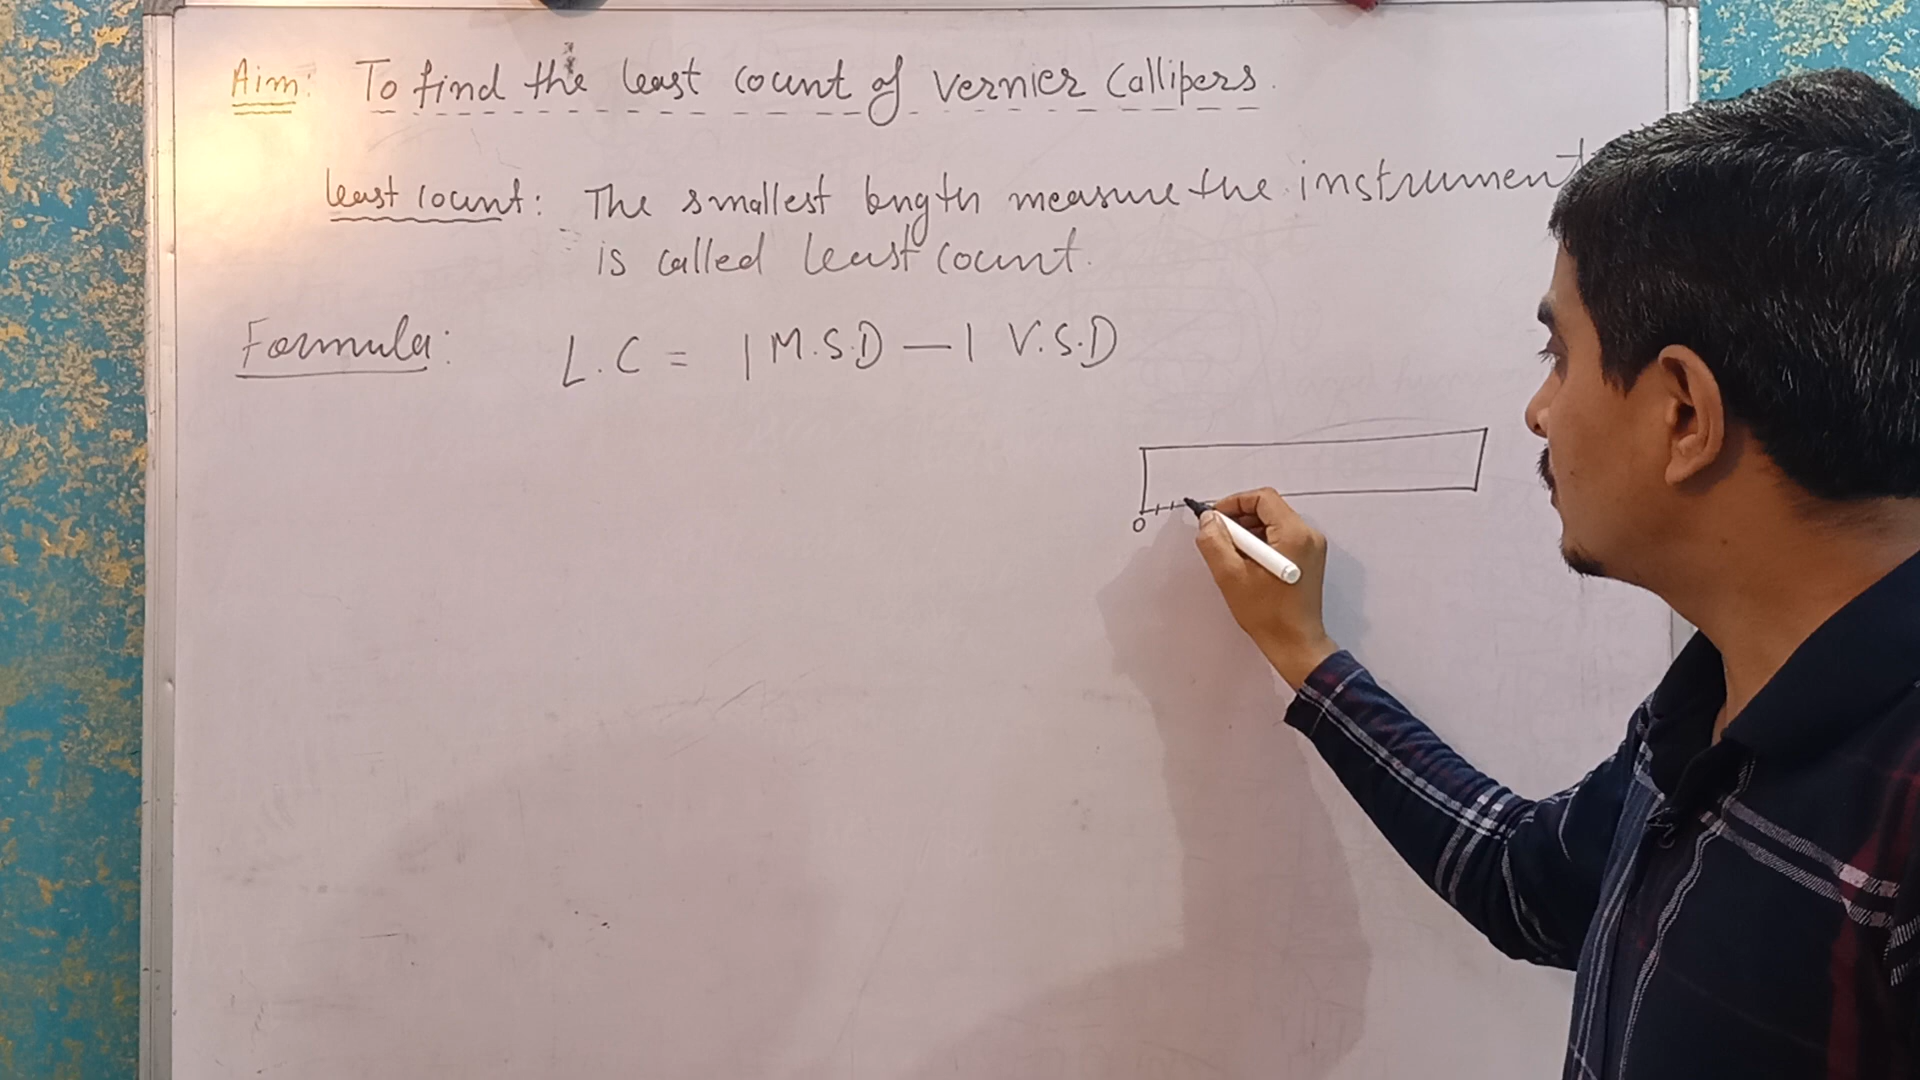 Aim: To find the least count of Vernier Callipers.
least count: The smallest length measure the instrument
is called least count.
Formula: L.C = 1 M.S.D — 1 V.S.D
0